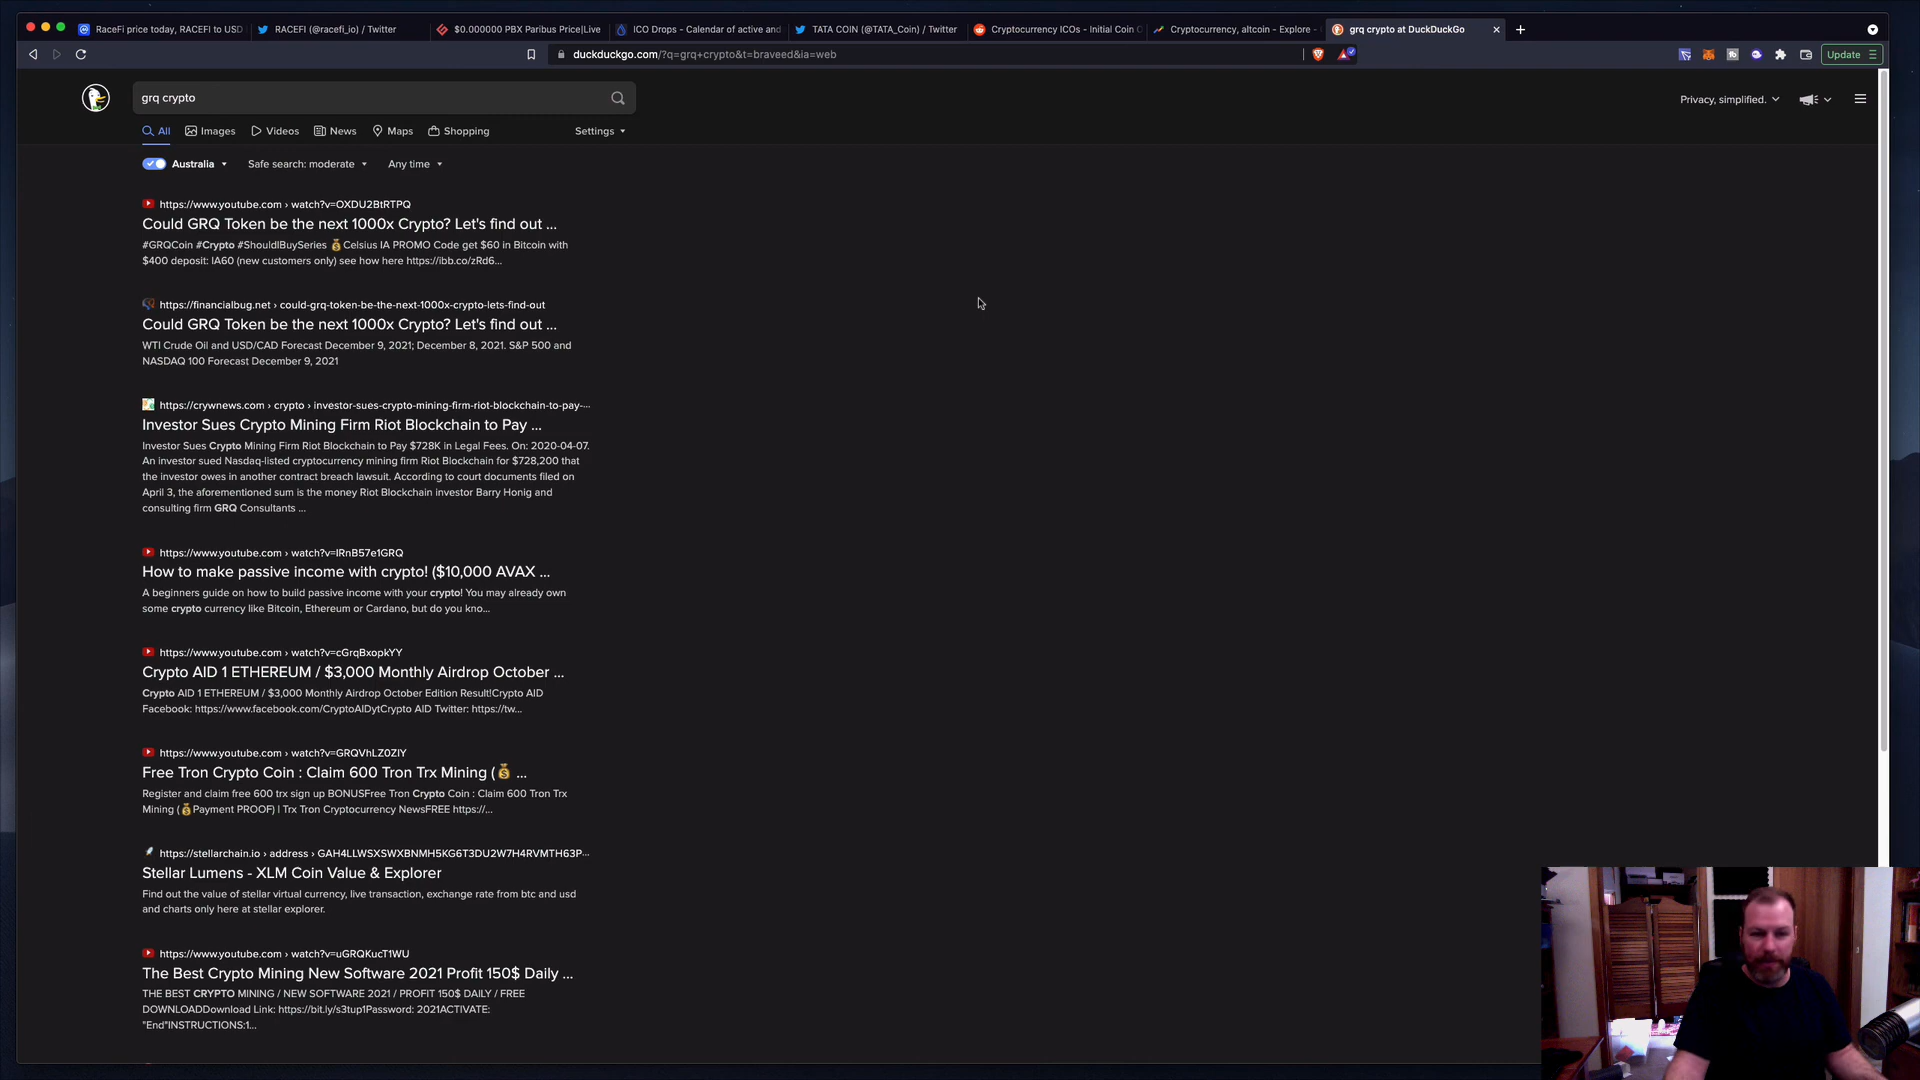 RaceFi price today, RACEFI to USD
RACEFI (@racefi_io) / Twitter
$0.000000 PBX Paribus Price|Live
ICO Drops - Calendar of active and
TATA COIN (@TATA_Coin) / Twitter
Cryptocurrency ICOs - Initial Coin O
Cryptocurrency, altcoin - Explore -
grq crypto at DuckDuckGo
duckduckgo.com/?q=grq+crypto&t=braveed&ia=web
Update
grq crypto
Privacy, simplified.
All
Images
Videos
News
Maps
Shopping
Settings
Australia
Safe search: moderate
Any time
https://www.youtube.com › watch?v=OXDU2BtRTPQ
Could GRQ Token be the next 1000x Crypto? Let's find out ...
#GRQCoin #Crypto #ShouldIBuySeries 💰Celsius IA PROMO Code get $60 in Bitcoin with
$400 deposit: IA60 (new customers only) see how here https://ibb.co/zRd6...
https://financialbug.net › could-grq-token-be-the-next-1000x-crypto-lets-find-out
Could GRQ Token be the next 1000x Crypto? Let's find out ...
WTI Crude Oil and USD/CAD Forecast December 9, 2021; December 8, 2021. S&P 500 and
NASDAQ 100 Forecast December 9, 2021
https://crywnews.com › crypto › investor-sues-crypto-mining-firm-riot-blockchain-to-pay-...
Investor Sues Crypto Mining Firm Riot Blockchain to Pay ...
Investor Sues Crypto Mining Firm Riot Blockchain to Pay $728K in Legal Fees. On: 2020-04-07.
An investor sued Nasdaq-listed cryptocurrency mining firm Riot Blockchain for $728,200 that
the investor owes in another contract breach lawsuit. According to court documents filed on
April 3, the aforementioned sum is the money Riot Blockchain investor Barry Honig and
consulting firm GRQ Consultants ...
https://www.youtube.com › watch?v=IRnB57e1GRQ
How to make passive income with crypto! ($10,000 AVAX ...
A beginners guide on how to build passive income with your crypto! You may already own
some crypto currency like Bitcoin, Ethereum or Cardano, but do you kno...
https://www.youtube.com › watch?v=cGrqBxopkYY
Crypto AID 1 ETHEREUM / $3,000 Monthly Airdrop October ...
Crypto AID 1 ETHEREUM / $3,000 Monthly Airdrop October Edition Result!Crypto AID
Facebook: https://www.facebook.com/CryptoAIDytCrypto AID Twitter: https://tw...
https://www.youtube.com › watch?v=GRQVhLZ0ZIY
Free Tron Crypto Coin : Claim 600 Tron Trx Mining (💰 ...
Register and claim free 600 trx sign up BONUSFree Tron Crypto Coin : Claim 600 Tron Trx
Mining (💰Payment PROOF) | Trx Tron Cryptocurrency NewsFREE https://...
https://stellarchain.io › address › GAH4LLWSXSWXBNMH5KG6T3DU2W7H4RVMTH63P...
Stellar Lumens - XLM Coin Value & Explorer
Find out the value of stellar virtual currency, live transaction, exchange rate from btc and usd
and charts only here at stellar explorer.
https://www.youtube.com › watch?v=uGRQKucT1WU
The Best Crypto Mining New Software 2021 Profit 150$ Daily ...
THE BEST CRYPTO MINING / NEW SOFTWARE 2021 / PROFIT 150$ DAILY / FREE
DOWNLOADDownload Link: https://bit.ly/s3tup1Password: 2021ACTIVATE:
"End"INSTRUCTIONS:1...